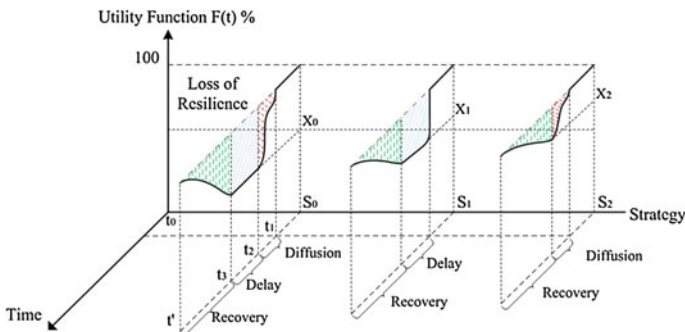 Utility Function F(t) %
100
Loss of
Resilience
X₀
X₁
X₂
t₀
S₀
S₁
S₂
Strategy
t₁
t₂
Diffusion
Delay
Diffusion
t₃
Delay
Recovery
Recovery
Time
t'
Recovery